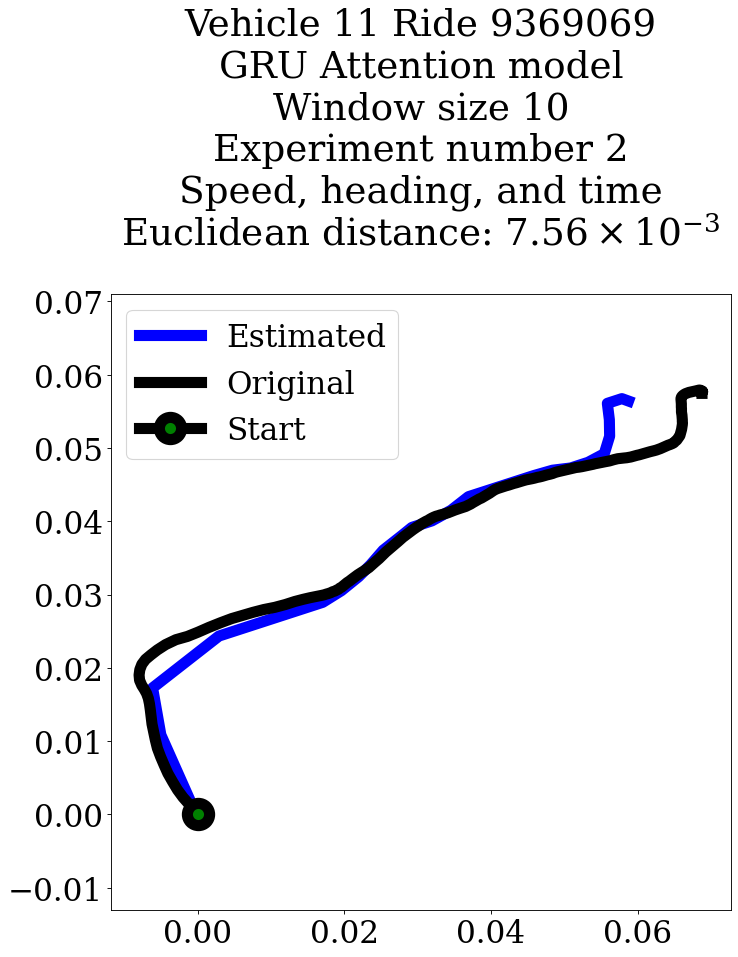 Vehicle 11 Ride 9369069
GRU Attention model
Window size 10
Experiment number 2
Speed, heading, and time
Euclidean distance: 7.56 × 10⁻³
0.07
0.06
0.05
0.04
0.03
0.02
0.01
0.00
−0.01
Estimated
Original
Start
0.00 0.02 0.04 0.06